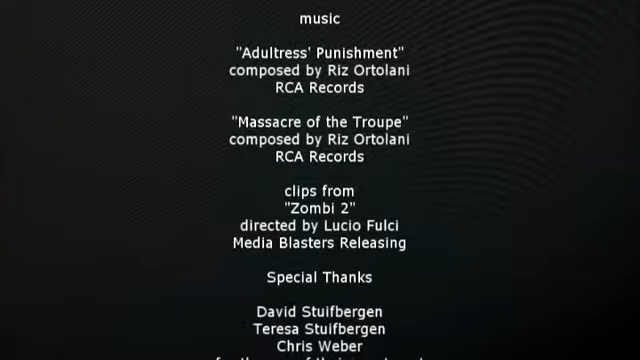 music
"Adultress' Punishment"
composed by Riz Ortolani
RCA Records
"Massacre of the Troupe"
composed by Riz Ortolani
RCA Records
clips from
"Zombi 2"
directed by Lucio Fulci
Media Blasters Releasing
Special Thanks
David Stuifbergen
Teresa Stuifbergen
Chris Weber